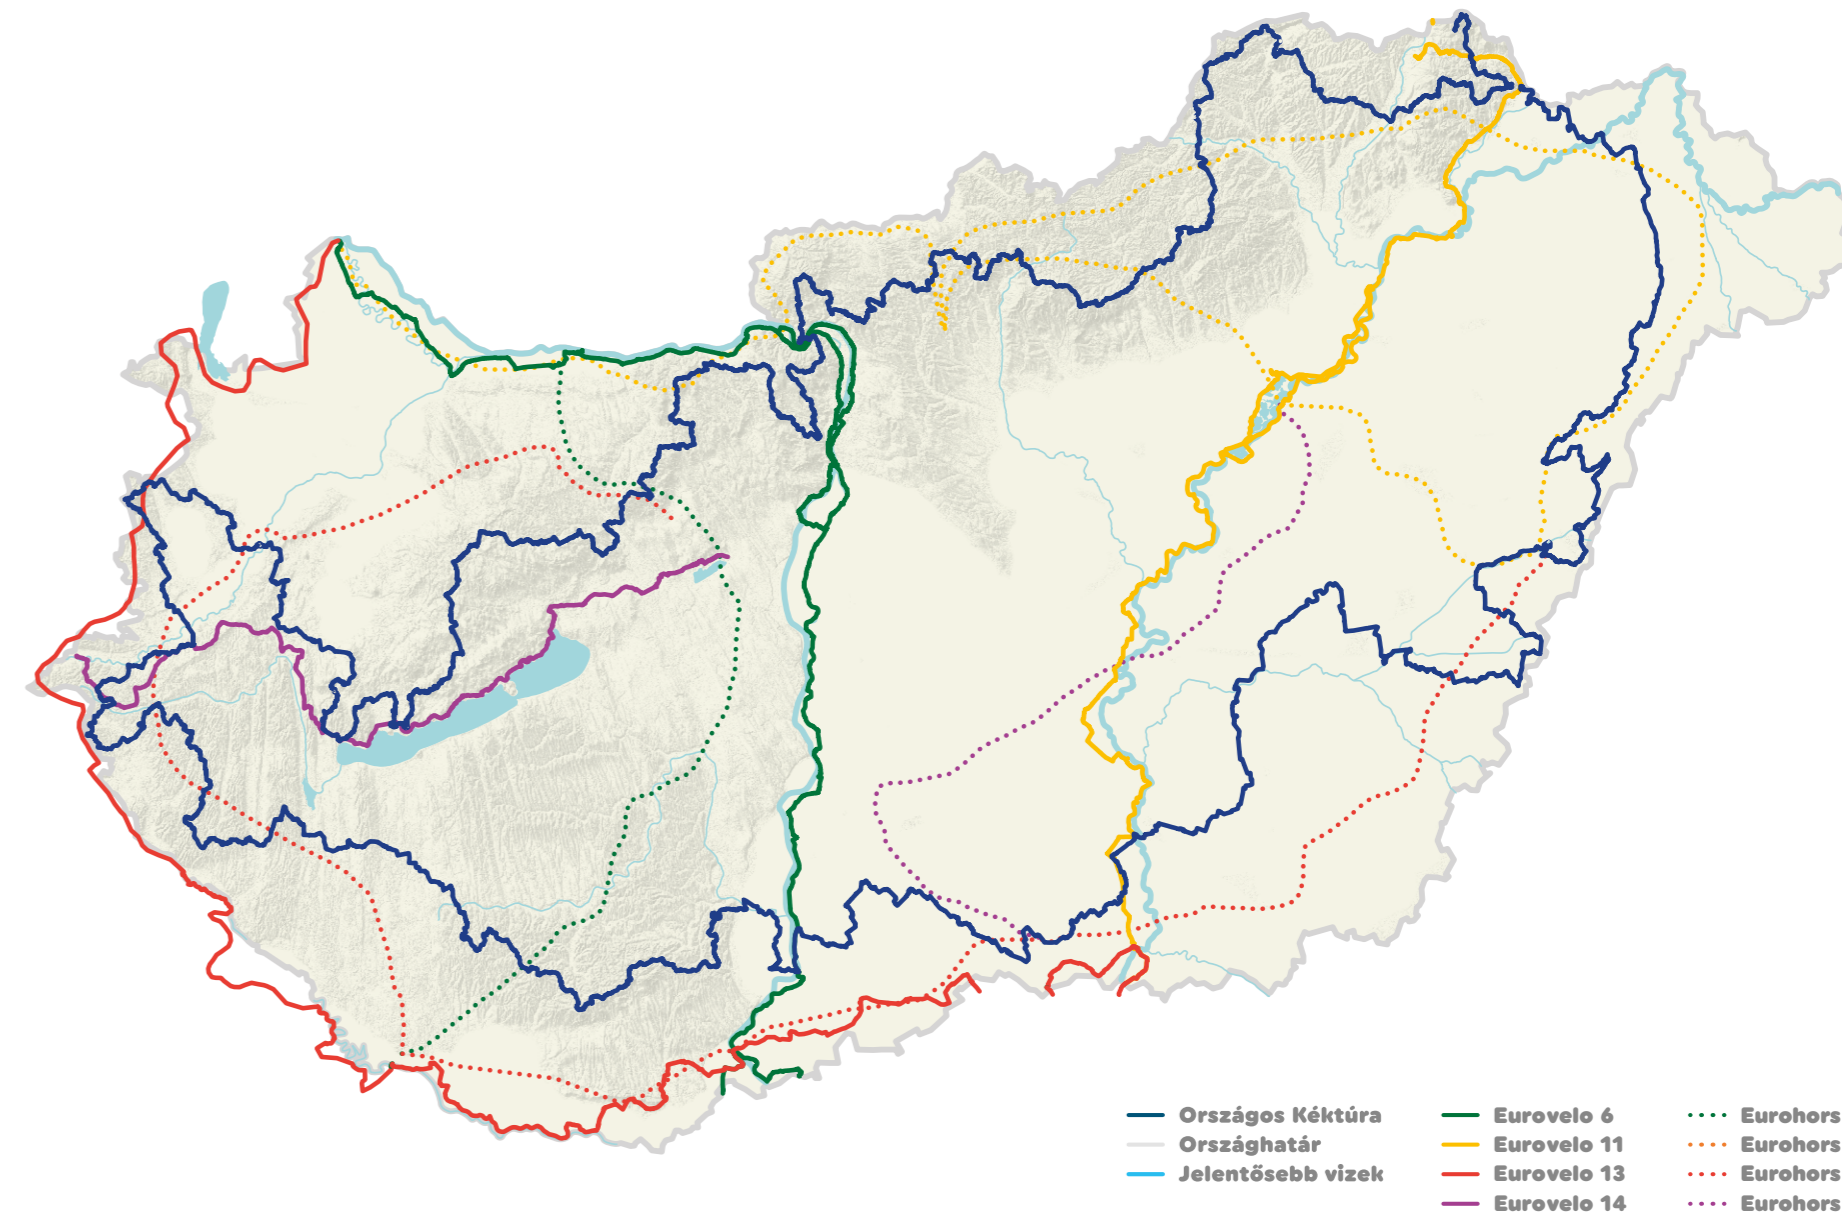 Országos Kéktúra
Országhatár
Jelentősebb vizek
Eurovelo 6
Eurovelo 11
Eurovelo 13
Eurovelo 14
Eurohors
Eurohors
Eurohors
Eurohors